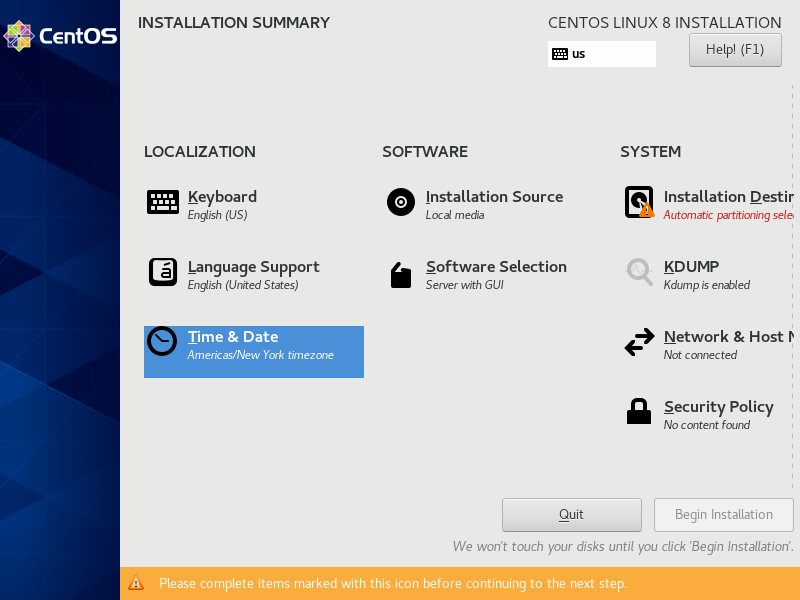 CentOS
INSTALLATION SUMMARY
CENTOS LINUX 8 INSTALLATION
us
Help! (F1)
LOCALIZATION
Keyboard
English (US)
Language Support
English (United States)
Time & Date
Americas/New York timezone
SOFTWARE
Installation Source
Local media
Software Selection
Server with GUI
SYSTEM
Installation Destin
Automatic partitioning sele
KDUMP
Kdump is enabled
Network & Host N
Not connected
Security Policy
No content found
Quit
Begin Installation
We won't touch your disks until you click 'Begin Installation'.
Please complete items marked with this icon before continuing to the next step.